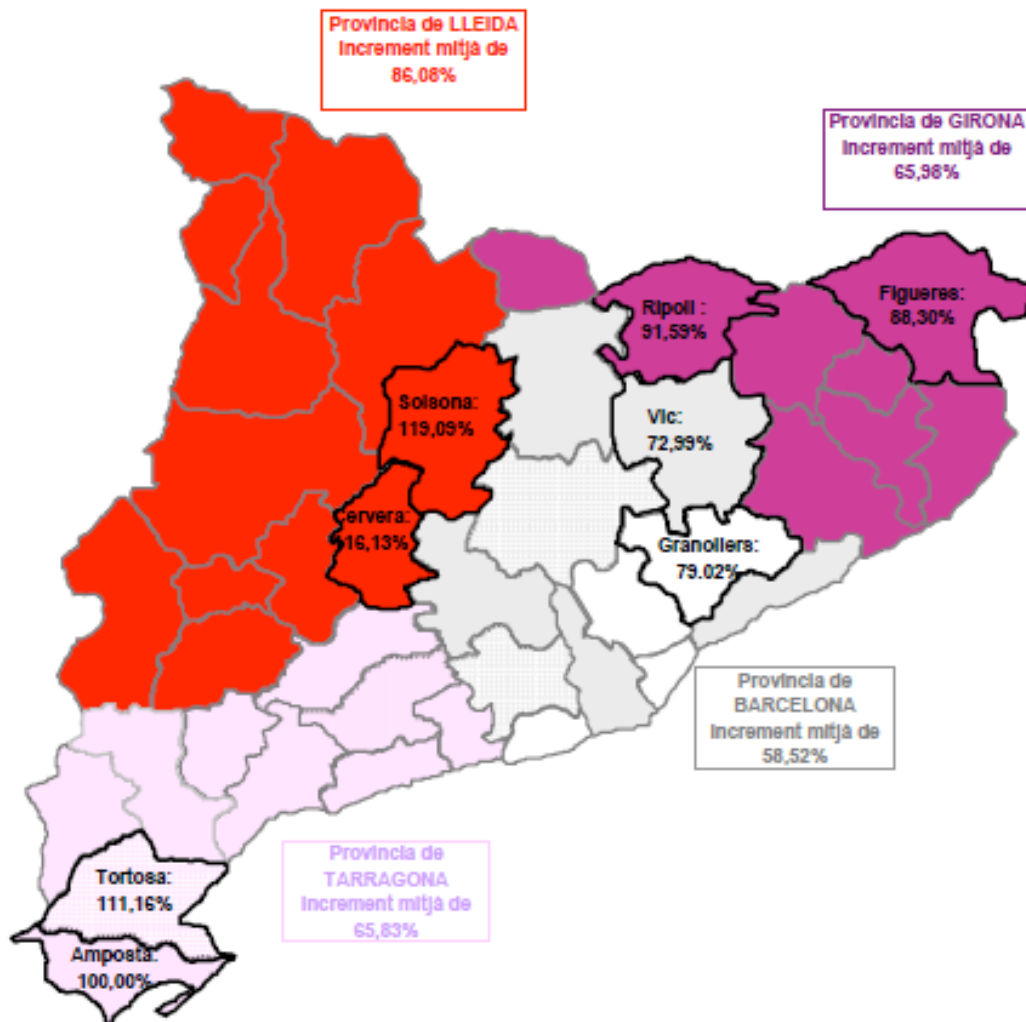 Provincia de LLEIDA
Increment mitjà de
86,08%
Provincia de GIRONA
Increment mitjà de
65,98%
Ripoll :
91,59%
Figueres:
88,30%
Solsona:
119,09%
Vic:
72,99%
Cervera:
116,13%
Granollers:
79.02%
Provincia de
BARCELONA
Increment mitjà de
58,52%
Provincia de
TARRAGONA
Increment mitjà de
65,83%
Tortosa:
111,16%
Amposta:
100,00%